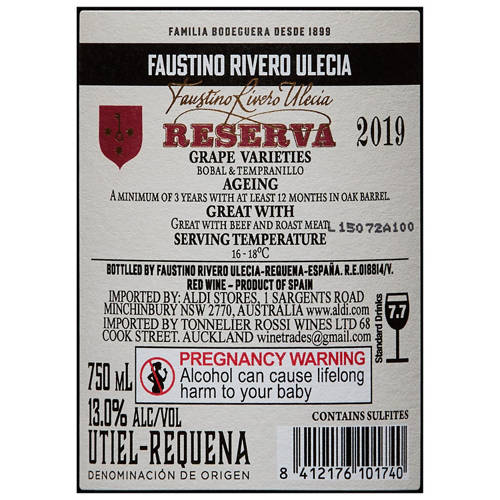 FAMILIA BODEGUERA DESDE 1899
FAUSTINO RIVERO ULECIA
Faustino Rivero Ulecia
RESERVA 2019
GRAPE VARIETIES
BOBAL & TEMPRANILLO
AGEING
A MINIMUM OF 3 YEARS WITH AT LEAST 12 MONTHS IN OAK BARREL.
GREAT WITH
GREAT WITH BEEF AND ROAST MEAT
L 15072A100
SERVING TEMPERATURE
16 - 18ºC
BOTTLLED BY FAUSTINO RIVERO ULECIA-REQUENA-ESPAÑA. R.E.018814/V.
RED WINE - PRODUCT OF SPAIN
IMPORTED BY: ALDI STORES, 1 SARGENTS ROAD
MINCHINBURY NSW 2770, AUSTRALIA www.aldi.com
IMPORTED BY: TONNELIER ROSSI WINES LTD 68
COOK STREET. AUCKLAND winetrades@gmail.com
7.7
Standard Drinks
PREGNANCY WARNING
Alcohol can cause lifelong
harm to your baby
750 mL
13.0% ALC/VOL
UTIEL-REQUENA
DENOMINACIÓN DE ORIGEN
CONTAINS SULFITES
8 412176 101740